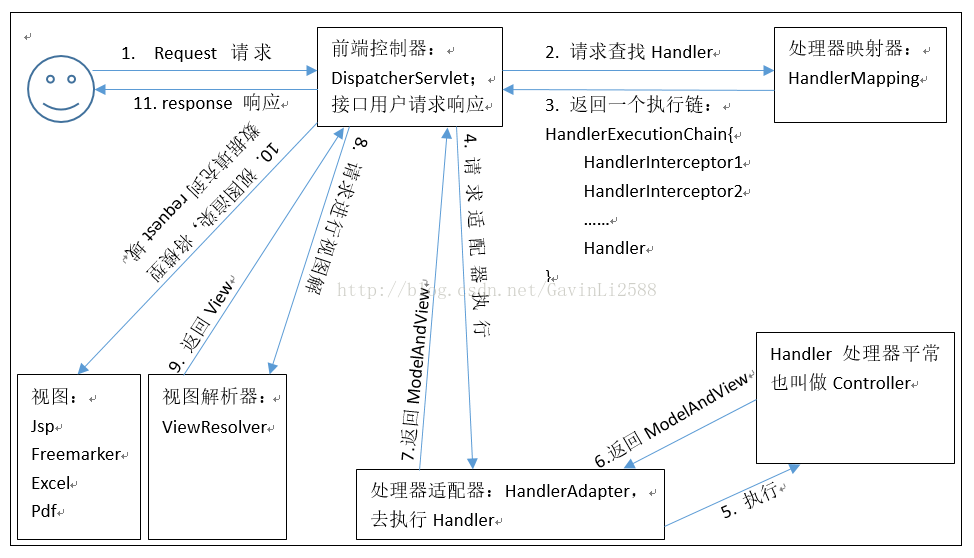 1. Request 请求
11. response 响应
前端控制器：
DispatcherServlet；
接口用户请求响应
2. 请求查找 Handler
3. 返回一个执行链：
HandlerExecutionChain{
HandlerInterceptor1
HandlerInterceptor2
……
Handler
}
处理器映射器：
HandlerMapping
10. 视图渲染，将模型
数据填充到 request 域
9. 返回 View
8. 请求进行视图解
7.返回 ModelAndView
4. 请求适配器执行
http://blog.csdn.net/GavinLi2588
Handler 处理器平常
也叫做 Controller
6.返回 ModelAndView
5. 执行
视图：
Jsp
Freemarker
Excel
Pdf
视图解析器：
ViewResolver
处理器适配器：HandlerAdapter，
去执行 Handler